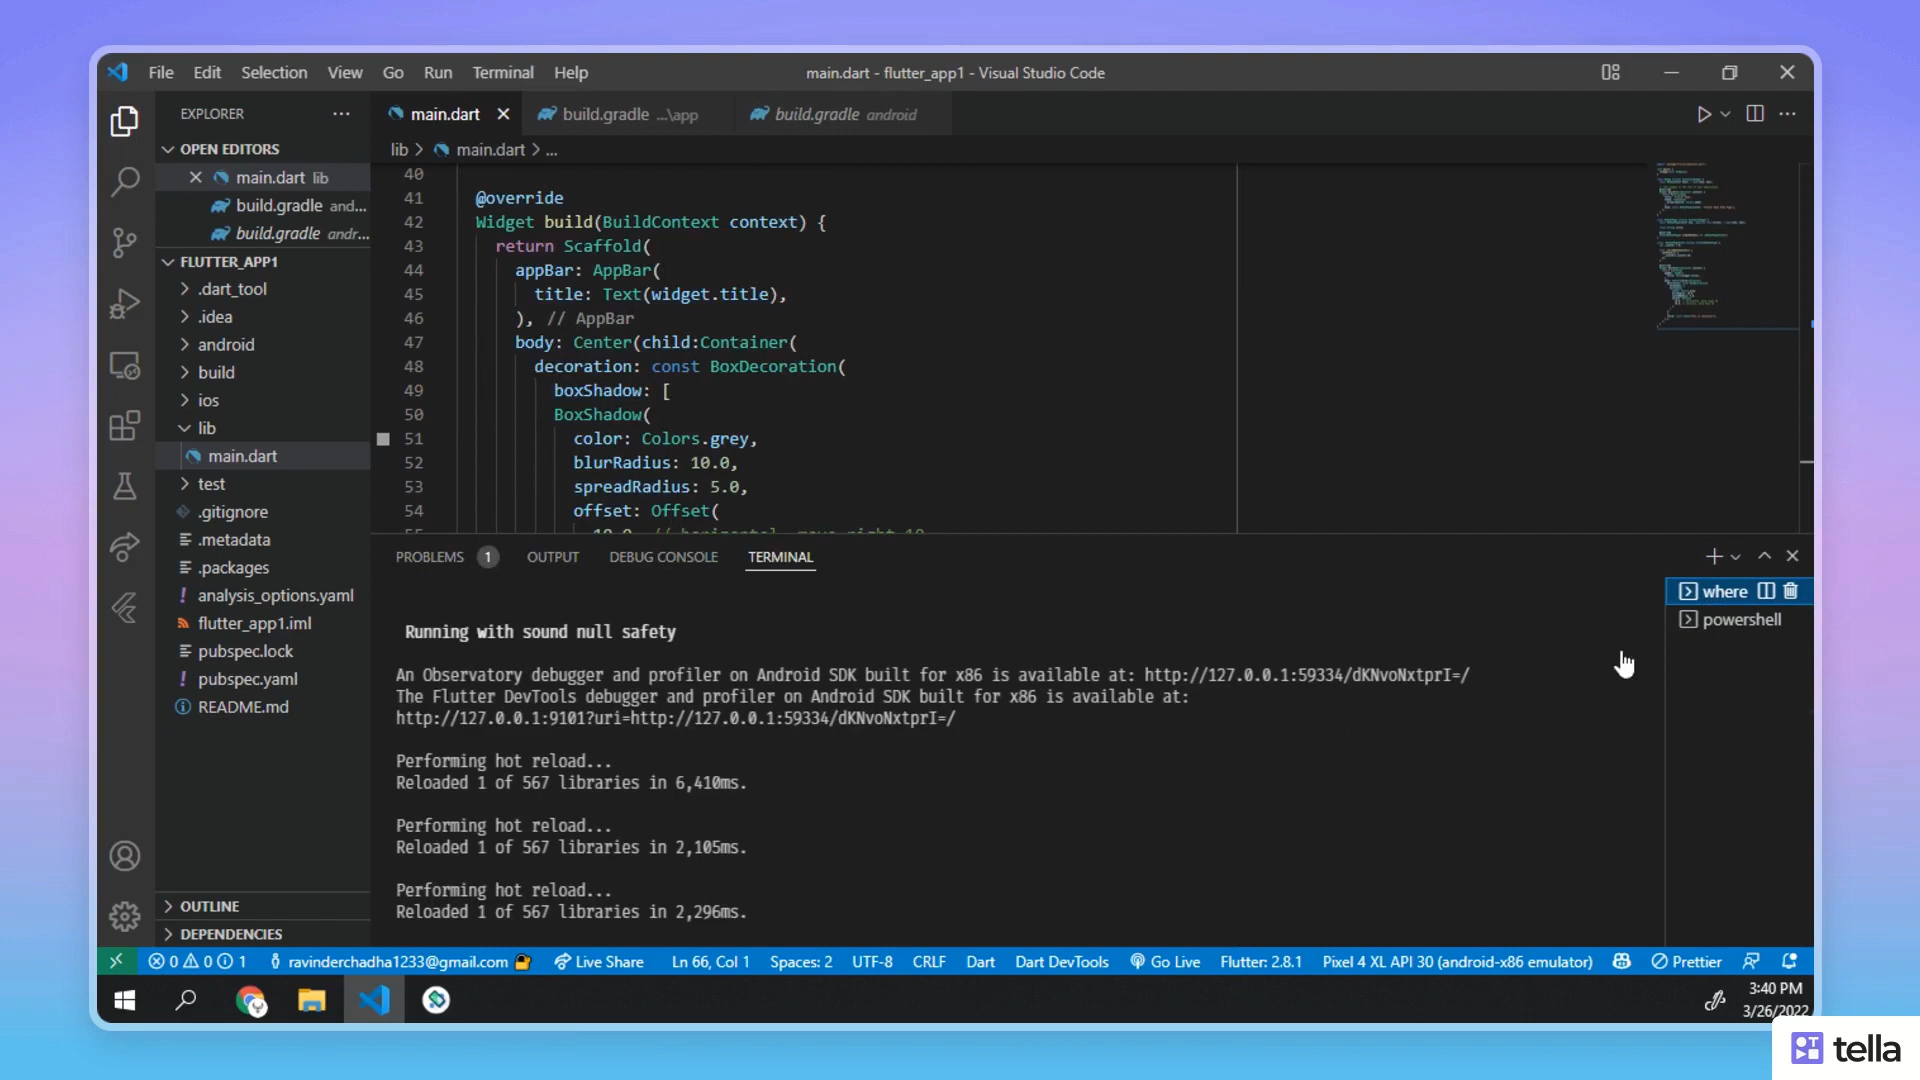 File Edit Selection View Go Run Terminal Help
main.dart - flutter_app1 - Visual Studio Code
EXPLORER
main.dart
build.gradle ...\app
build.gradle android
OPEN EDITORS
main.dart lib
build.gradle and...
build.gradle andr...
FLUTTER_APP1
.dart_tool
.idea
android
build
ios
lib
main.dart
test
.gitignore
.metadata
.packages
analysis_options.yaml
flutter_app1.iml
pubspec.lock
pubspec.yaml
README.md
OUTLINE
DEPENDENCIES
lib > main.dart > ...
40
41 @override
42 Widget build(BuildContext context) {
43 return Scaffold(
44 appBar: AppBar(
45 title: Text(widget.title),
46 ), // AppBar
47 body: Center(child:Container(
48 decoration: const BoxDecoration(
49 boxShadow: [
50 BoxShadow(
51 color: Colors.grey,
52 blurRadius: 10.0,
53 spreadRadius: 5.0,
54 offset: Offset(
PROBLEMS 1 OUTPUT DEBUG CONSOLE TERMINAL
where
powershell
Running with sound null safety
An Observatory debugger and profiler on Android SDK built for x86 is available at: http://127.0.0.1:59334/dKNvoNxtprI=/
The Flutter DevTools debugger and profiler on Android SDK built for x86 is available at:
http://127.0.0.1:9101?uri=http://127.0.0.1:59334/dKNvoNxtprI=/
Performing hot reload...
Reloaded 1 of 567 libraries in 6,410ms.
Performing hot reload...
Reloaded 1 of 567 libraries in 2,105ms.
Performing hot reload...
Reloaded 1 of 567 libraries in 2,296ms.
0 0 1 ravinderchadha1233@gmail.com Live Share Ln 66, Col 1 Spaces: 2 UTF-8 CRLF Dart Dart DevTools Go Live Flutter: 2.8.1 Pixel 4 XL API 30 (android-x86 emulator) Prettier
3:40 PM
3/26/2022
tella